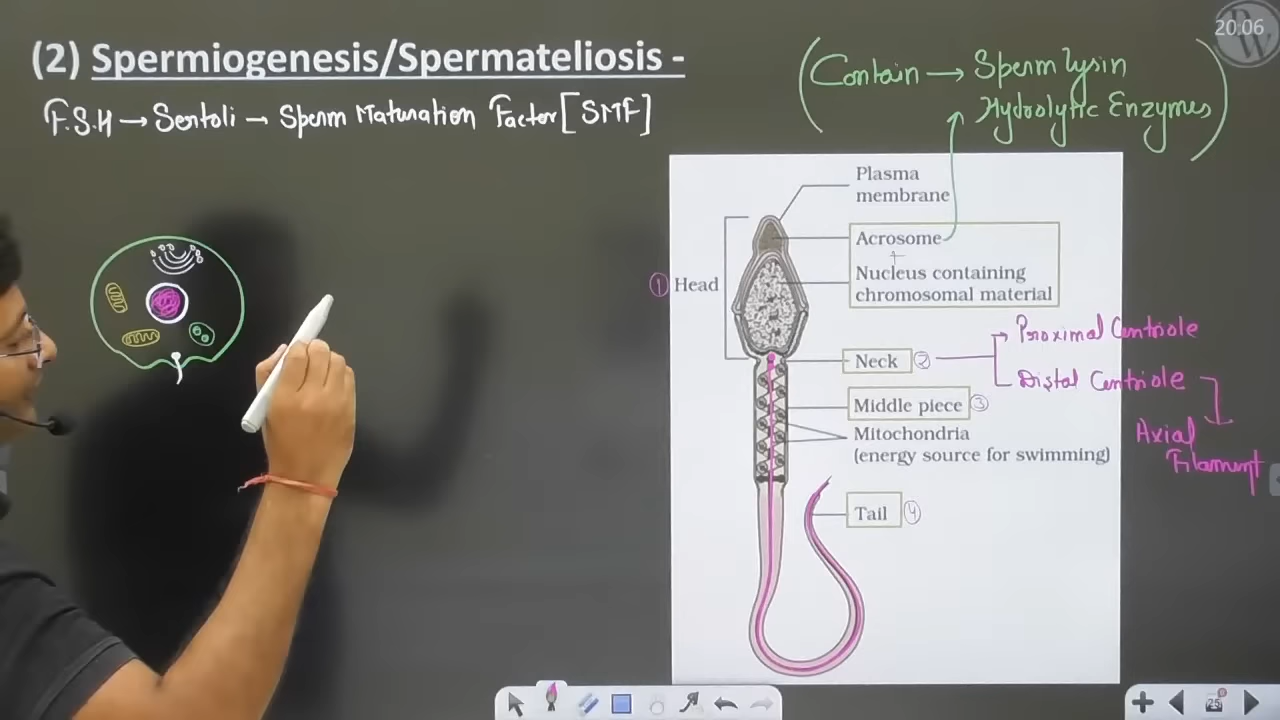 20:06
(2) Spermiogenesis/Spermateliosis -
F.S.H → Sertoli → Sperm Maturation Factor [SMF]
(Contain → Sperm lysin
Hydrolytic Enzymes)
Plasma
membrane
Acrosome
+
Nucleus containing
chromosomal material
① Head
Neck ②
Proximal Centriole
Distal Centriole
Axial
Filament
Middle piece ③
Mitochondria
(energy source for swimming)
Tail ④
25